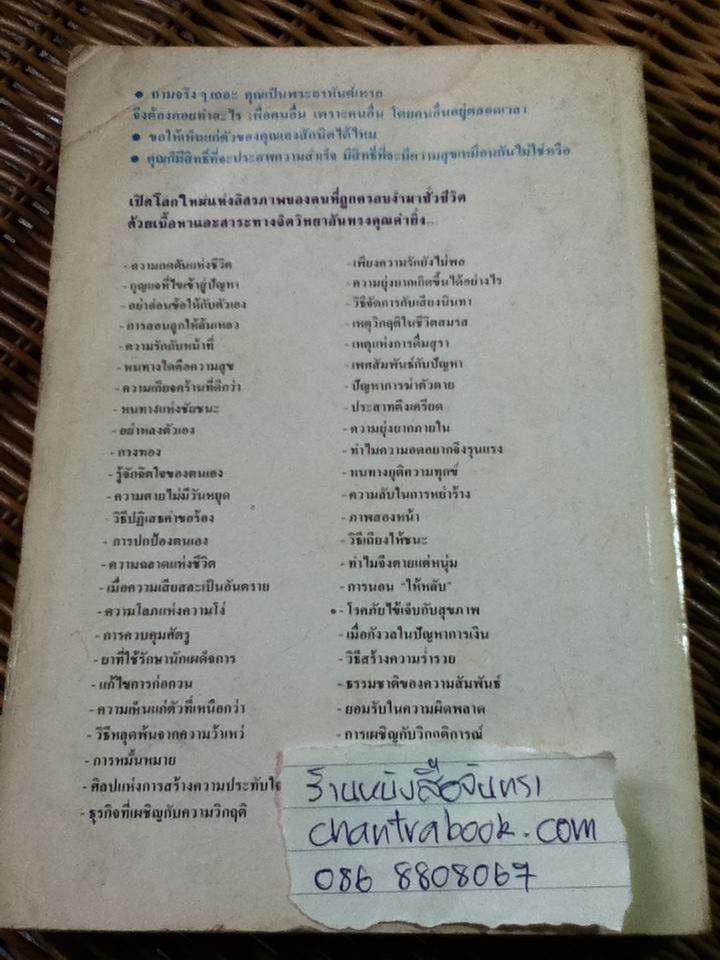 ● ถามจริง ๆ เถอะ คุณเป็นพระอรหันต์เหรอ
จึงต้องคอยทำอะไร เพื่อคนอื่น เพราะคนอื่น โดยคนอื่นอยู่ตลอดเวลา
● ขอให้เห็นแก่ตัวของคุณเองสักนิดได้ไหม
● คุณก็มีสิทธิ์ที่จะประสพความสำเร็จ มีสิทธิ์ที่จะมีความสุขเหมือนกันไม่ใช่หรือ
เปิดโลกใหม่แห่งอิสรภาพของคนที่ถูกครอบงำมาชั่วชีวิต
ด้วยเนื้อหาและสาระทางจิตวิทยาอันทรงคุณค่ายิ่ง...
- ความกดดันแห่งชีวิต
- กุญแจที่ไขเข้าสู่ปัญหา
- อย่าอ่อนข้อให้กับตัวเอง
- การสอนลูกให้ล้มเหลว
- ความรักกับหน้าที่
- หนทางใดคือความสุข
- ความเกียจคร้านที่ดีกว่า
- หนทางแห่งชัยชนะ
- อย่าหลงตัวเอง
- กวงทอง
- รู้จักจิตใจของตนเอง
- ความตายไม่มีวันหยุด
- วิธีปฏิเสธคำขอร้อง
- การปกป้องตนเอง
- ความฉลาดแห่งชีวิต
- เมื่อความเสียสละเป็นอันตราย
- ความโลภแห่งความโง่
- การควบคุมศัตรู
- ยาที่ใช้รักษานักเผด็จการ
- แก้ไขการก่อกวน
- ความเห็นแก่ตัวที่เหนือกว่า
- วิธีหลุดพ้นจากความว้าเหว่
- การหมั้นหมาย
- ศิลปแห่งการสร้างความประทับใจ
- ธุรกิจที่เผชิญกับความวิกฤติ
- เพียงความรักยังไม่พอ
- ความยุ่งยากเกิดขึ้นได้อย่างไร
- วิธีจัดการกับเสียงนินทา
- เหตุวิกฤติในชีวิตสมรส
- เหตุแห่งการดื่มสุรา
- เพศสัมพันธ์กับปัญหา
- ปัญหาการฆ่าตัวตาย
- ประสาทตึงเครียด
- ความยุ่งยากภายใน
- ทำไมความอดอยากจึงรุนแรง
- หนทางยุติความทุกข์
- ความลับในการหย่าร้าง
- ภาพสองหน้า
- วิธีเถียงให้ชนะ
- ทำไมจึงตายแต่หนุ่ม
- การนอน "ให้หลับ"
● - โรคภัยไข้เจ็บกับสุขภาพ
- เมื่อกังวลในปัญหาการเงิน
- วิธีสร้างความร่ำรวย
- ธรรมชาติของความสัมพันธ์
- ยอมรับในความผิดพลาด
- การเผชิญกับวิกฤติการณ์
ร้านหนังสือจันทรา
chantrabook.com
086 8808067